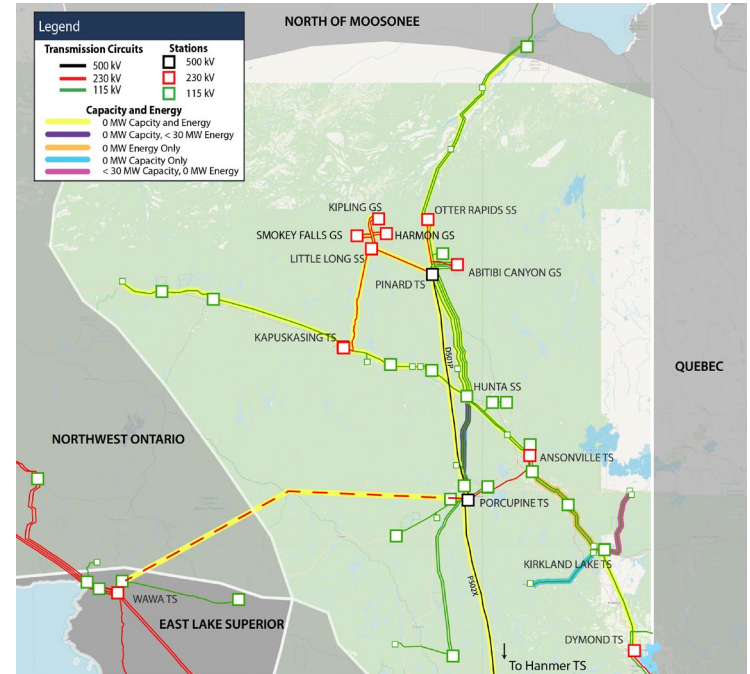 NORTH OF MOOSONEE
Legend
Transmission Circuits
500 kV
230 kV
115 kV
Stations
500 kV
230 kV
115 kV
Capacity and Energy
0 MW Capcity and Energy
0 MW Capcity, < 30 MW Energy
0 MW Energy Only
0 MW Capacity Only
< 30 MW Capacity, 0 MW Energy
KIPLING GS
OTTER RAPIDS SS
SMOKEY FALLS GS
HARMON GS
LITTLE LONG SS
ABITIBI CANYON GS
PINARD TS
KAPUSKASING TS
D501P
QUEBEC
HUNTA SS
NORTHWEST ONTARIO
ANSONVILLE TS
PORCUPINE TS
KIRKLAND LAKE TS
P502X
WAWA TS
EAST LAKE SUPERIOR
DYMOND TS
To Hanmer TS